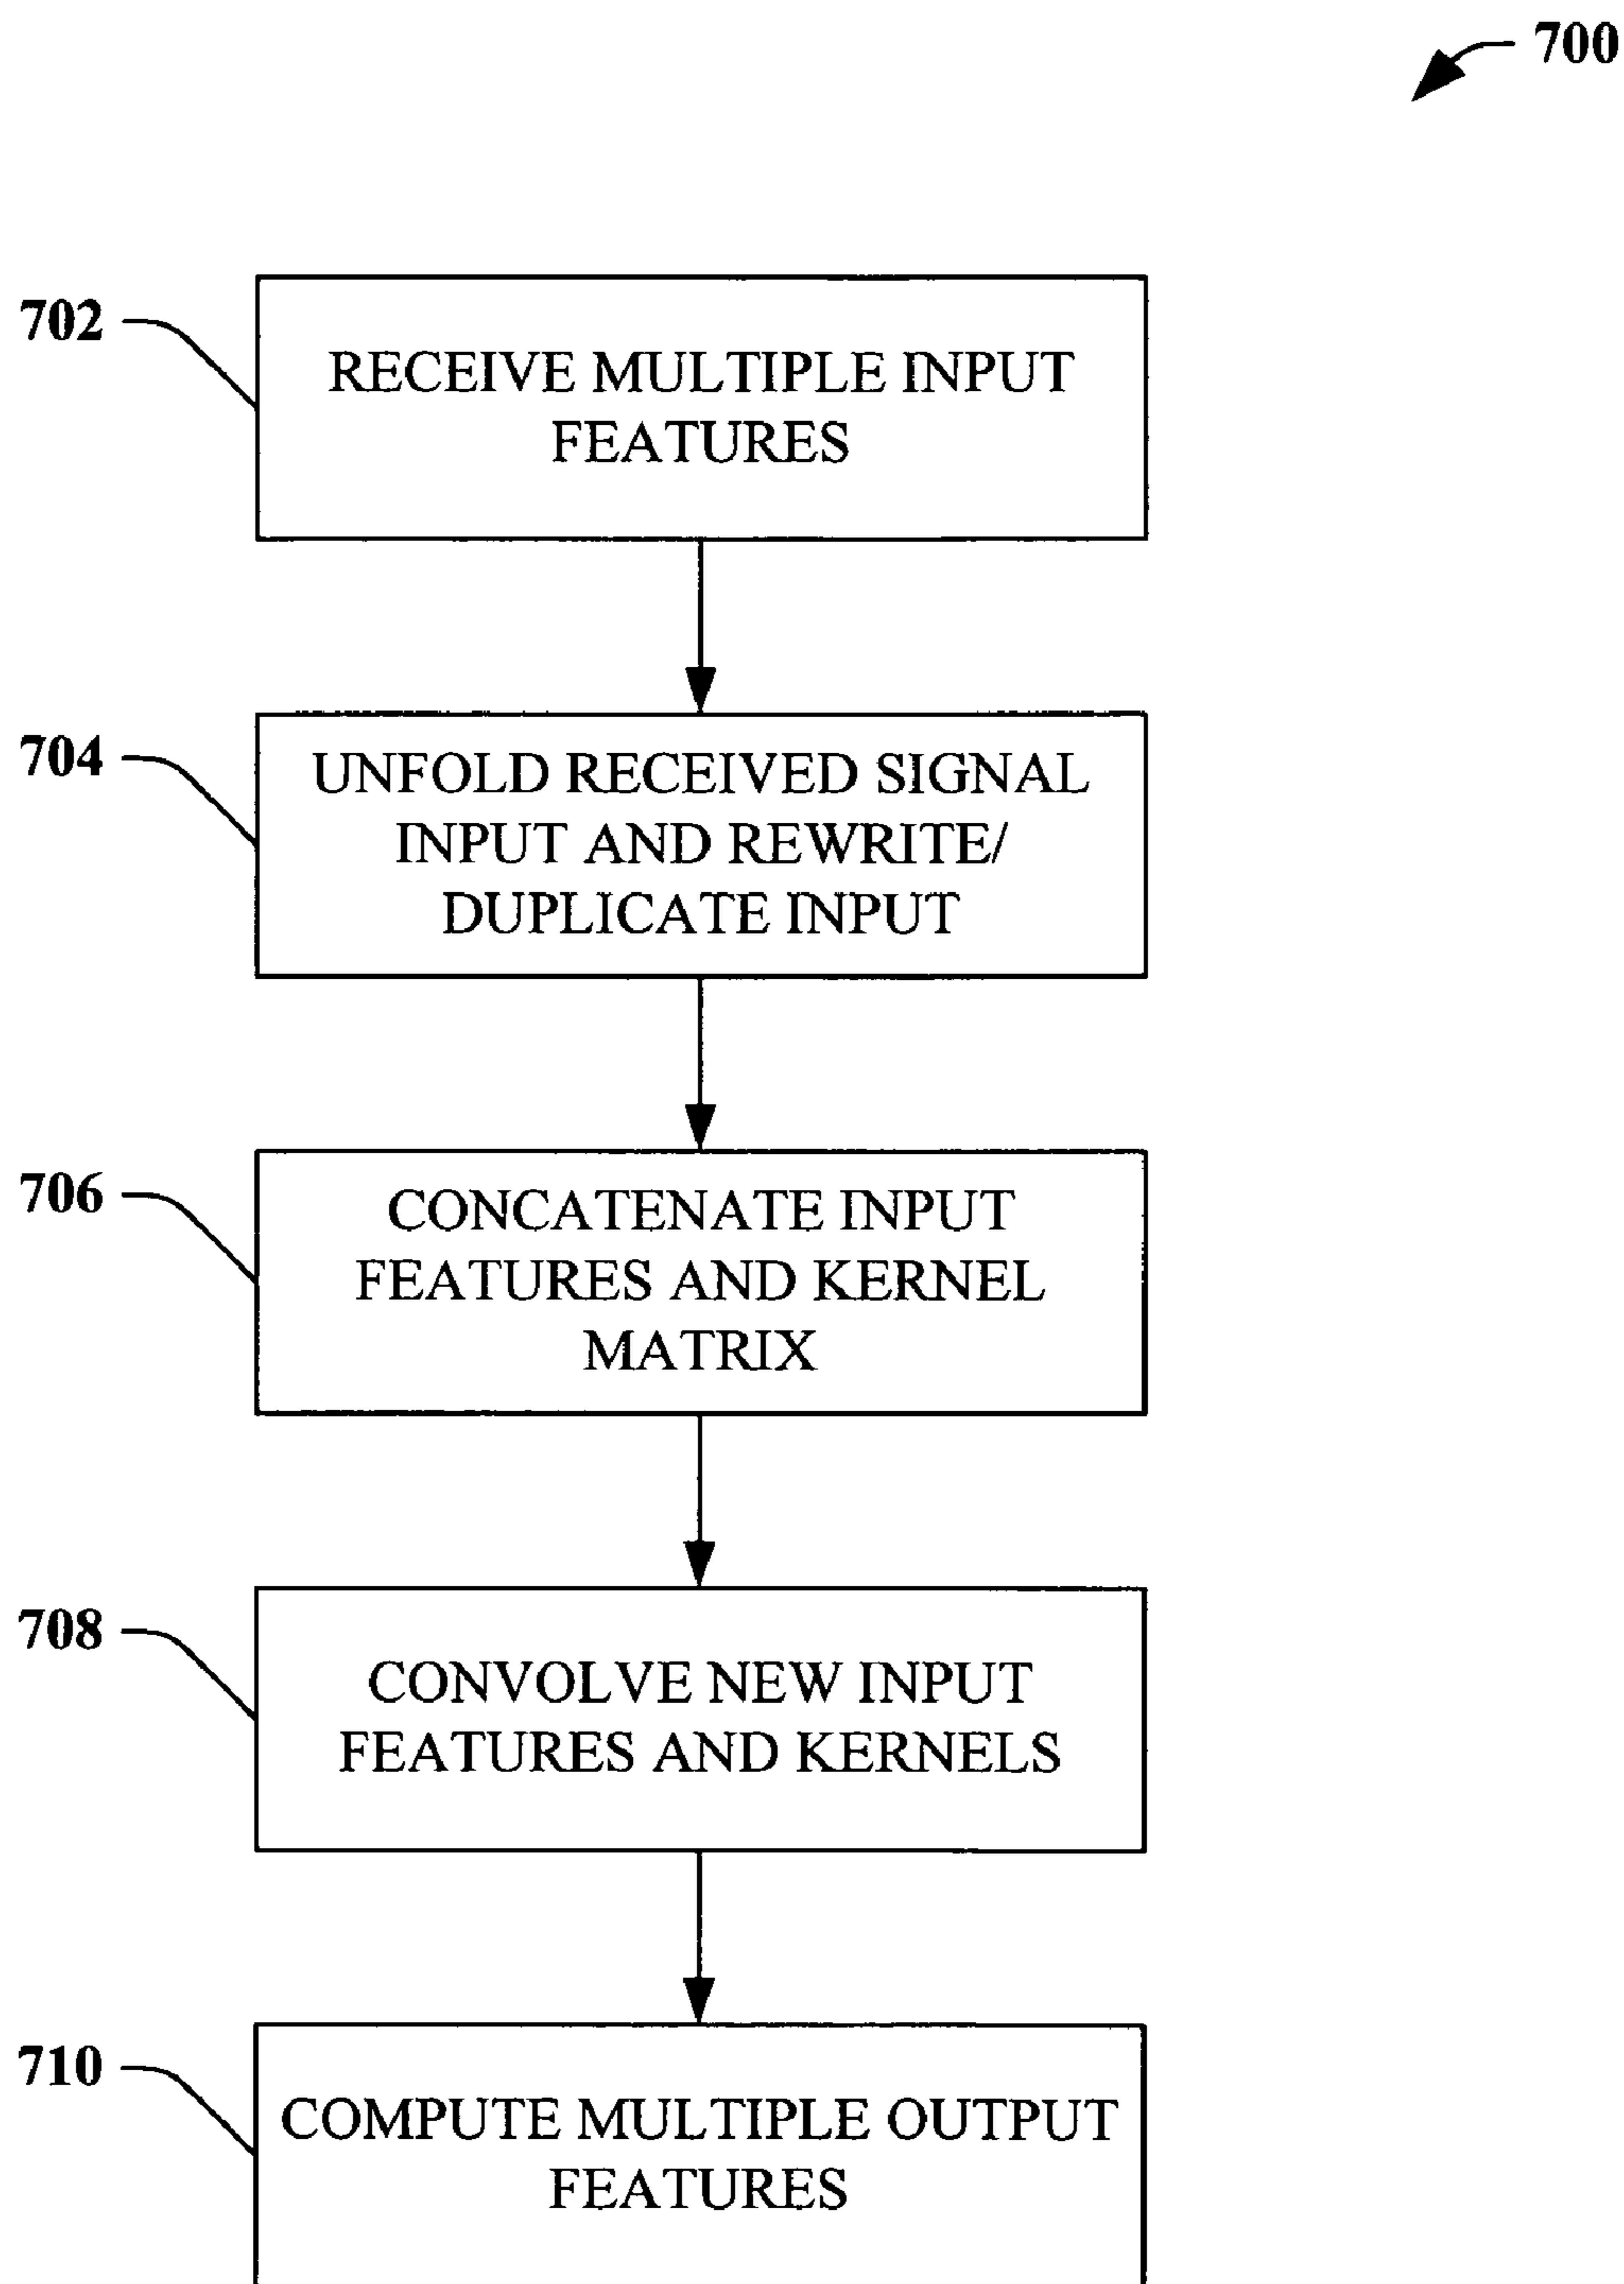 700
702
RECEIVE MULTIPLE INPUT
FEATURES
704
UNFOLD RECEIVED SIGNAL
INPUT AND REWRITE/
DUPLICATE INPUT
706
CONCATENATE INPUT
FEATURES AND KERNEL
MATRIX
708
CONVOLVE NEW INPUT
FEATURES AND KERNELS
710
COMPUTE MULTIPLE OUTPUT
FEATURES